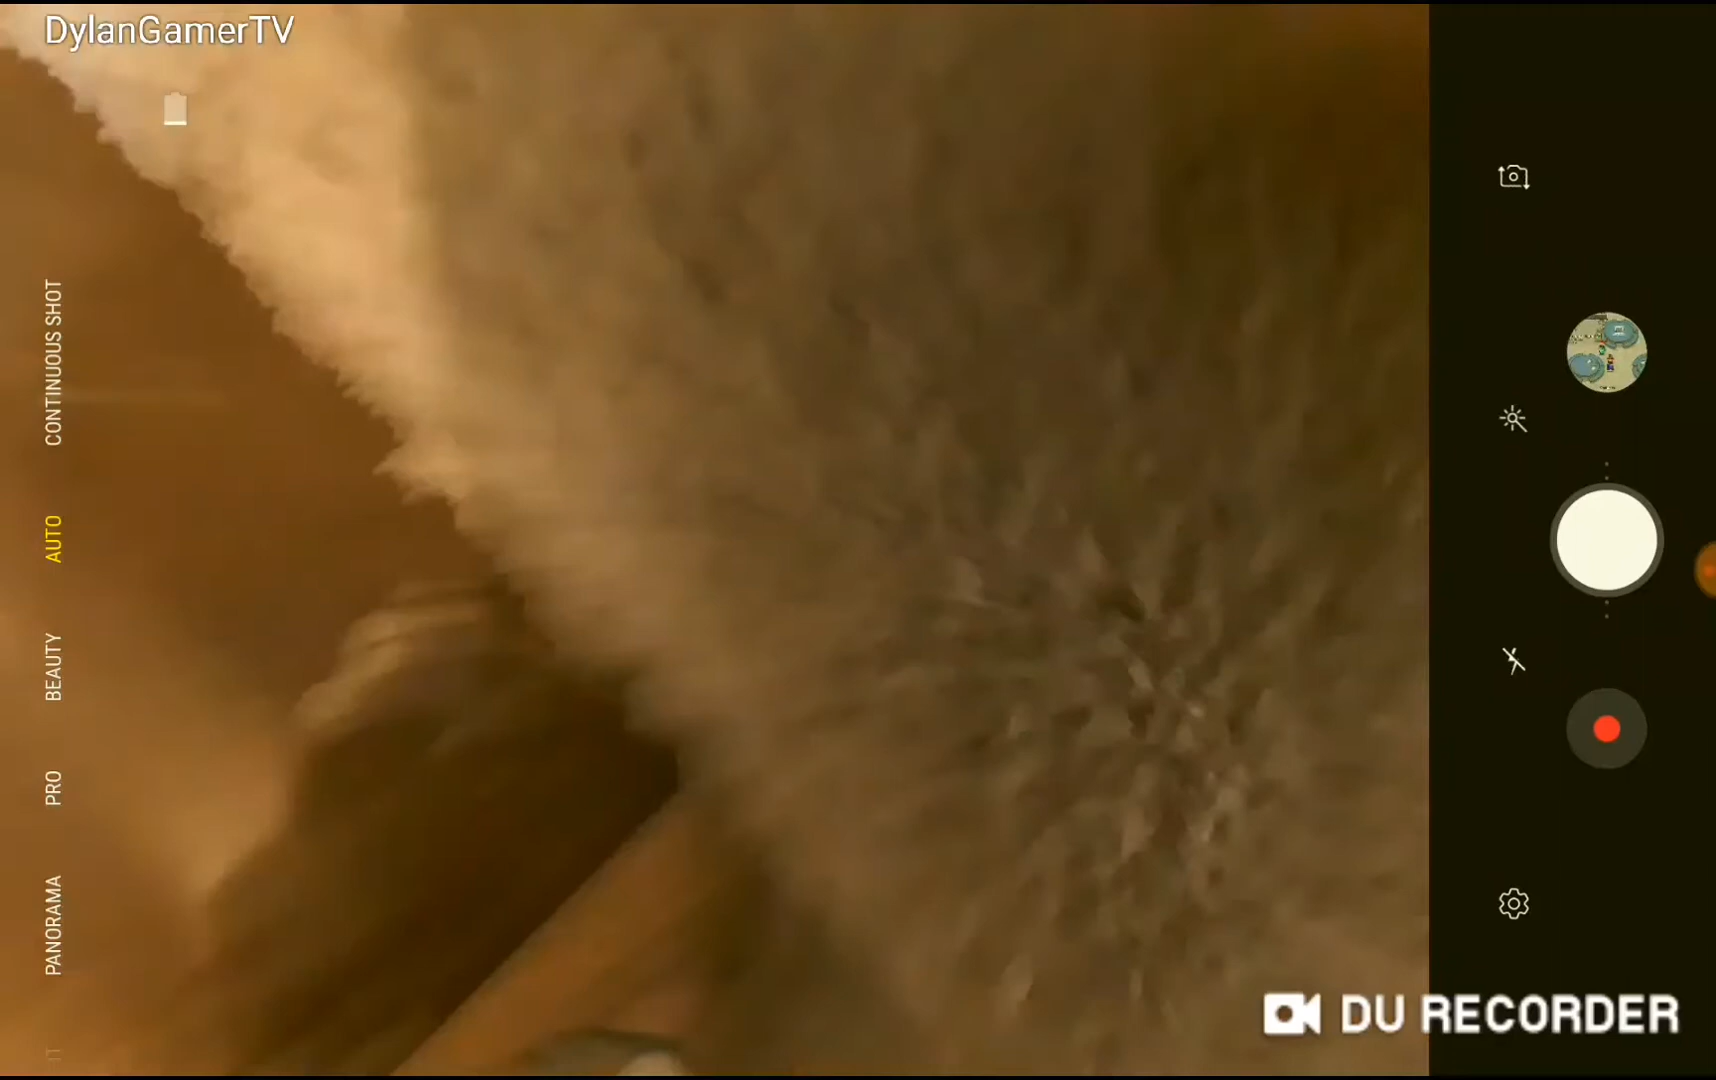 DylanGamerTV
CONTINUOUS SHOT
AUTO
BEAUTY
PRO
PANORAMA
DU RECORDER